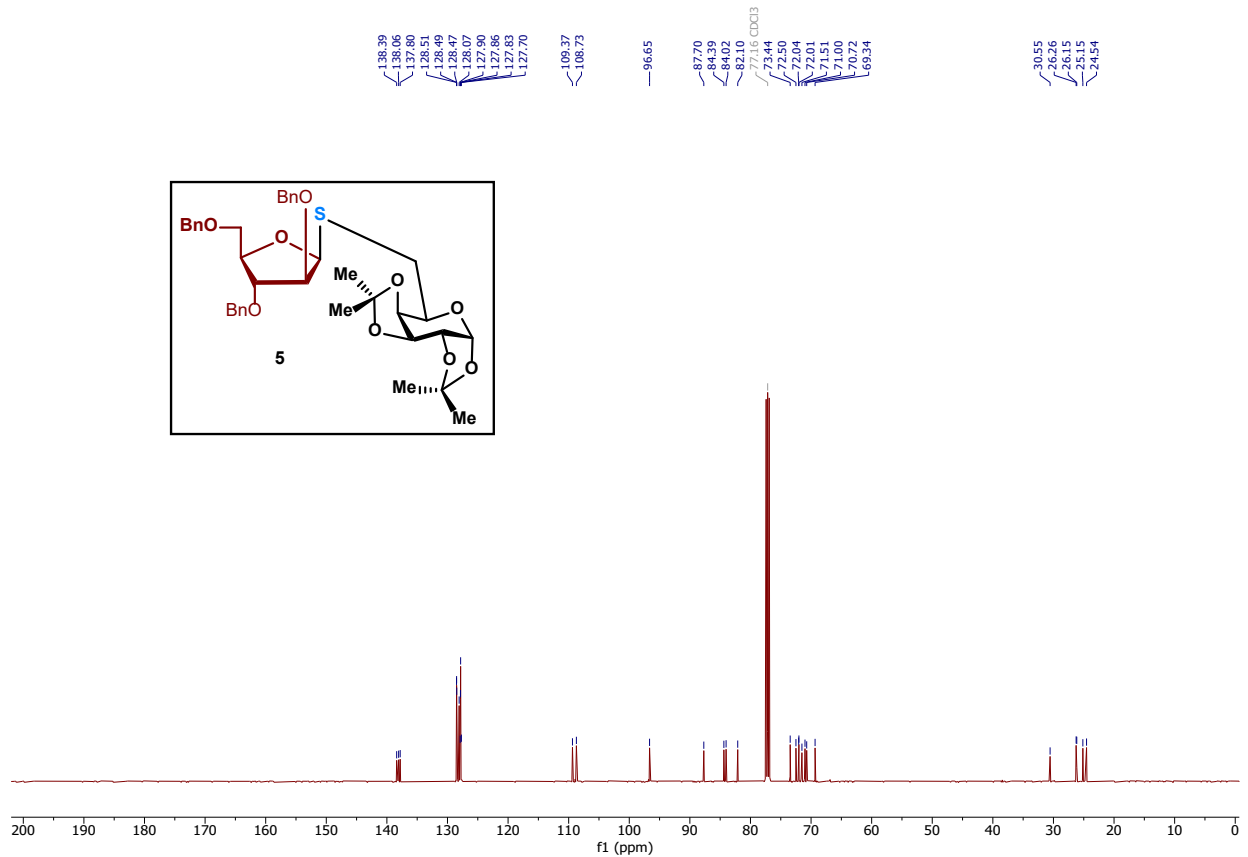 138.39
138.06
137.80
128.51
128.49
128.47
128.07
127.90
127.86
127.83
127.70
109.37
108.73
96.65
87.70
84.39
84.02
82.10
77.16 CDCl3
73.44
72.50
72.04
72.01
71.51
71.00
70.72
69.34
30.55
26.26
26.15
25.15
24.54
BnO
S
BnO
O
Me
O
Me
BnO
O
O
O
5
O
Me
Me
200 190 180 170 160 150 140 130 120 110 100 90 80 70 60 50 40 30 20 10 0
f1 (ppm)